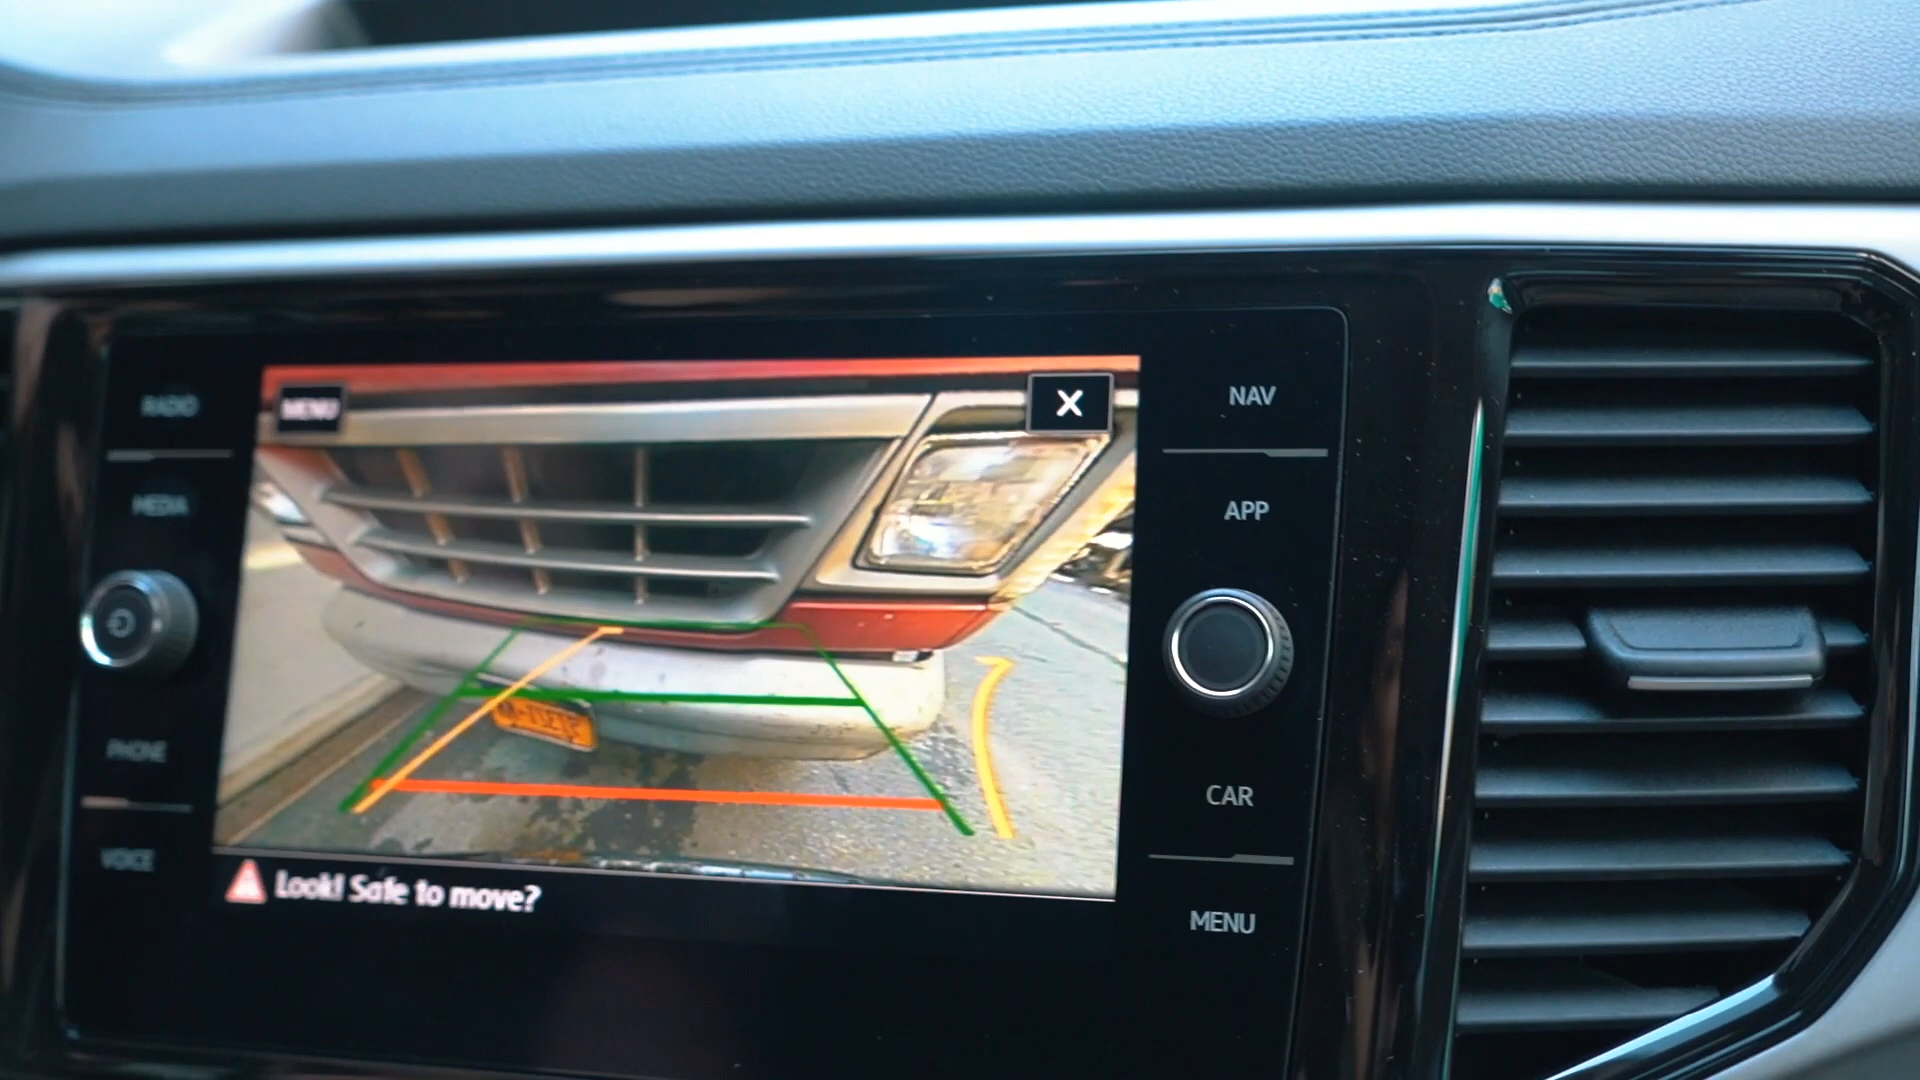 RADIO
MEDIA
PHONE
VOICE
MENU
X
Look! Safe to move?
NAV
APP
CAR
MENU